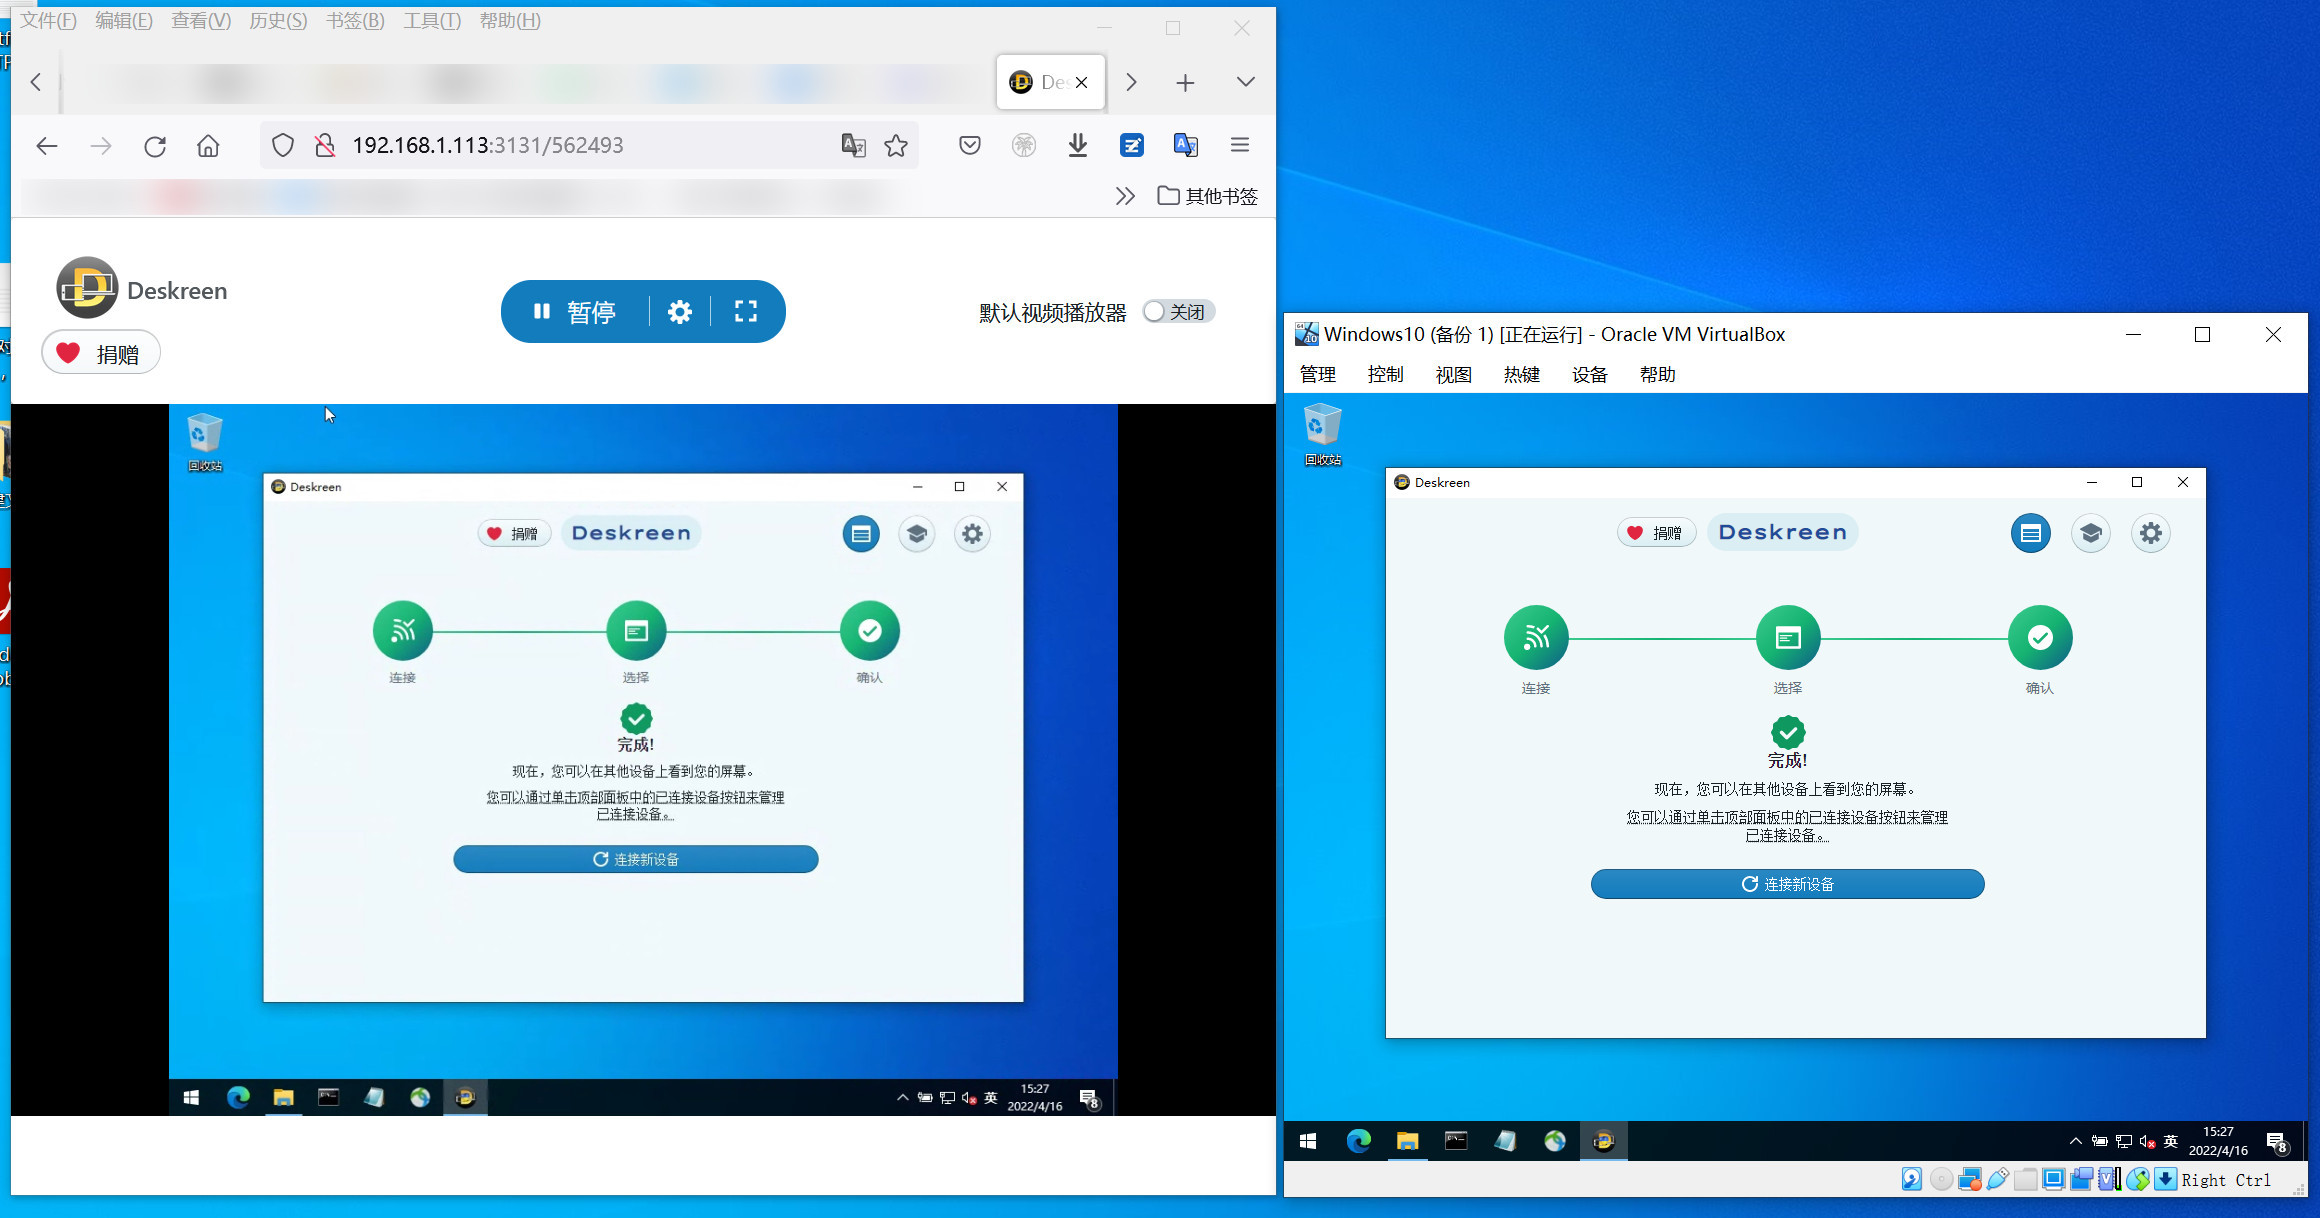 文件(F) 编辑(E) 查看(V) 历史(S) 书签(B) 工具(T) 帮助(H)
192.168.1.113:3131/562493
其他书签
Deskreen
捐赠
暂停
默认视频播放器 关闭
回收站
Deskreen
捐赠 Deskreen
连接 选择 确认
完成!
现在，您可以在其他设备上看到您的屏幕。
您可以通过单击顶部面板中的已连接设备按钮来管理
已连接设备。
连接新设备
英 15:27
2022/4/16
8
Windows10 (备份 1) [正在运行] - Oracle VM VirtualBox
管理 控制 视图 热键 设备 帮助
回收站
Deskreen
捐赠 Deskreen
连接 选择 确认
完成!
现在，您可以在其他设备上看到您的屏幕。
您可以通过单击顶部面板中的已连接设备按钮来管理
已连接设备。
连接新设备
英 15:27
2022/4/16
8
Right Ctrl